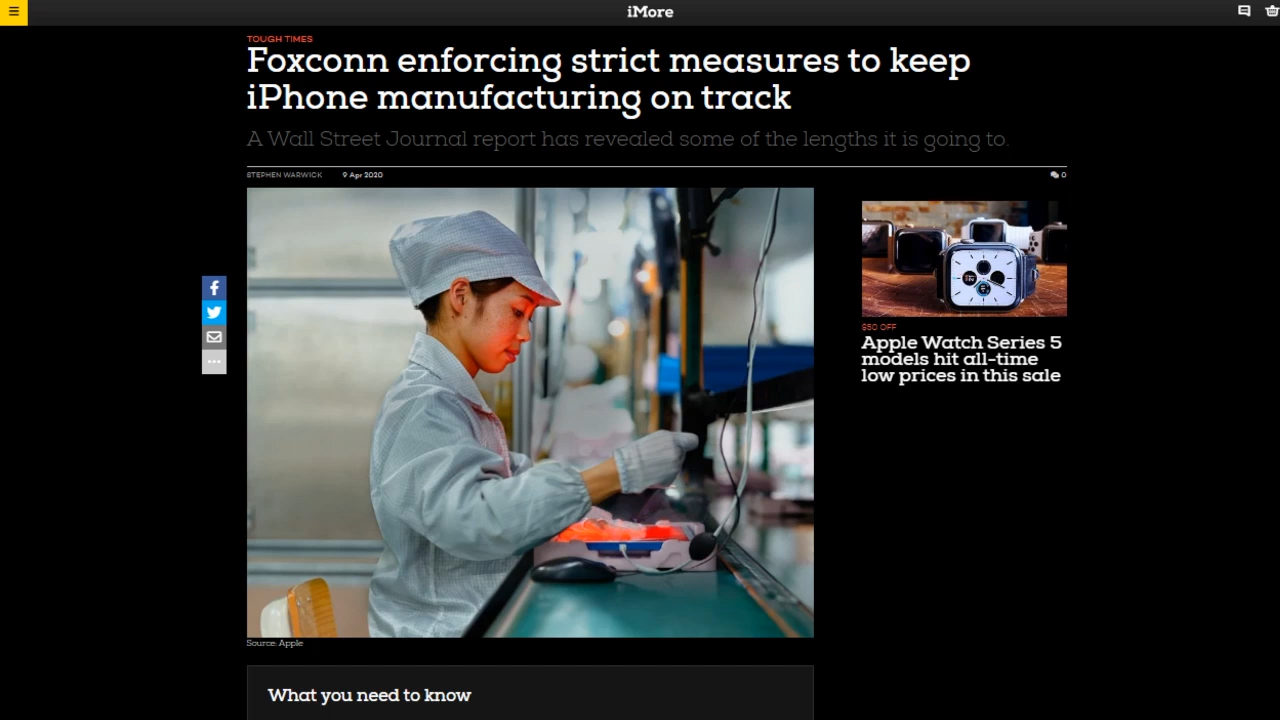 iMore
TOUGH TIMES
Foxconn enforcing strict measures to keep
iPhone manufacturing on track
A Wall Street Journal report has revealed some of the lengths it is going to.
STEPHEN WARWICK 9 Apr 2020 0
$50 OFF
Apple Watch Series 5
models hit all-time
low prices in this sale
Source: Apple
What you need to know